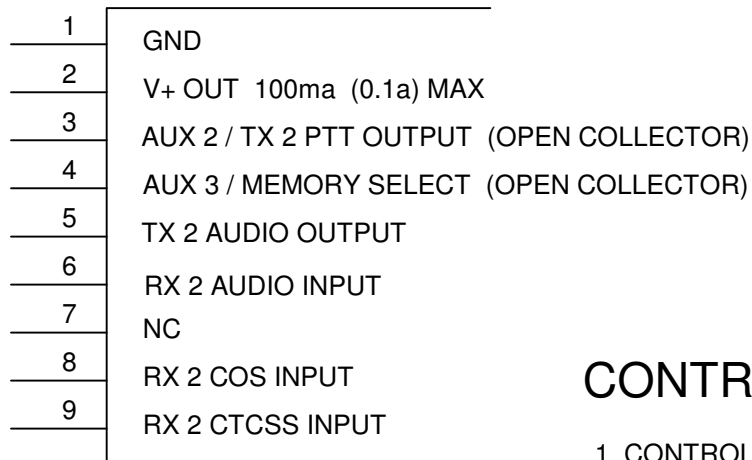 1 GND
2 V+ OUT 100ma (0.1a) MAX
3 AUX 2 / TX 2 PTT OUTPUT (OPEN COLLECTOR)
4 AUX 3 / MEMORY SELECT (OPEN COLLECTOR)
5 TX 2 AUDIO OUTPUT
6 RX 2 AUDIO INPUT
7 NC
8 RX 2 COS INPUT
9 RX 2 CTCSS INPUT
CONTR
1 CONTROL